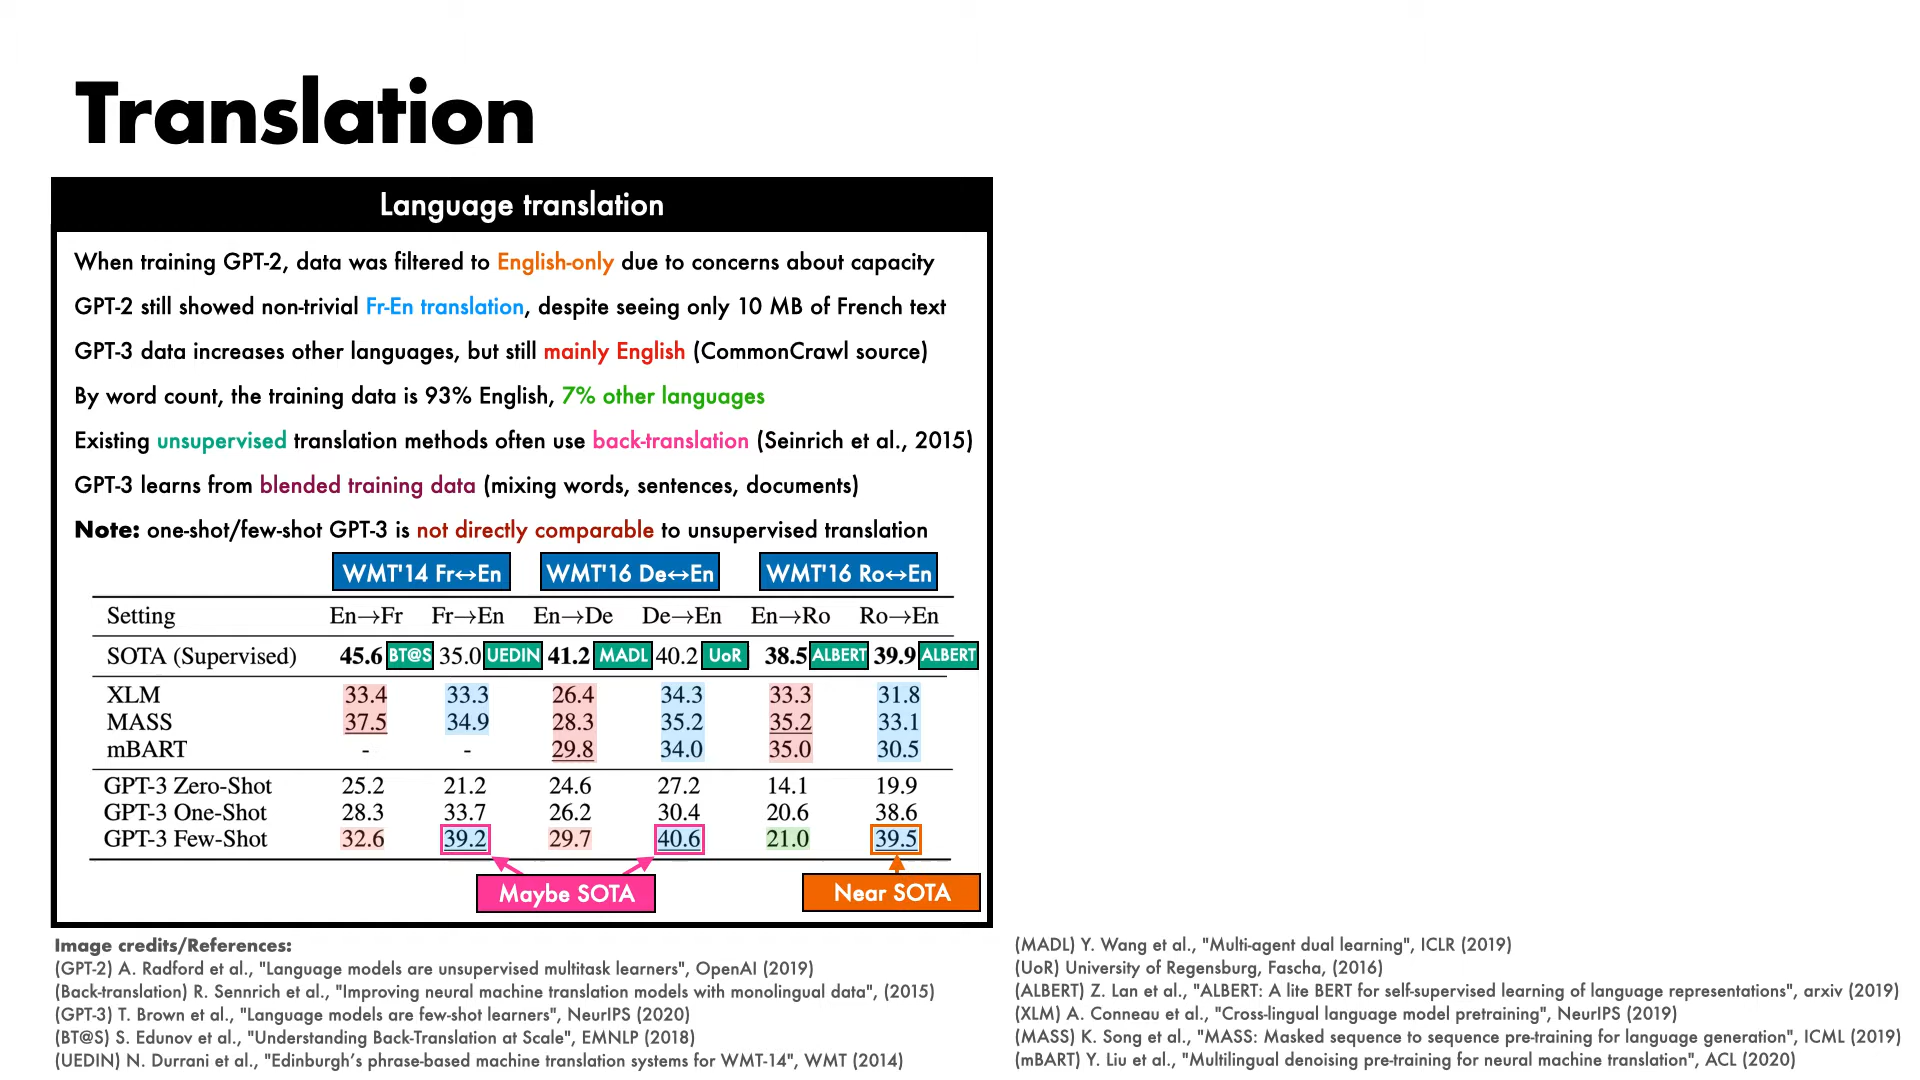 Translation
Language translation
When training GPT-2, data was filtered to English-only due to concerns about capacity
GPT-2 still showed non-trivial Fr-En translation, despite seeing only 10 MB of French text
GPT-3 data increases other languages, but still mainly English (CommonCrawl source)
By word count, the training data is 93% English, 7% other languages
Existing unsupervised translation methods often use back-translation (Seinrich et al., 2015)
GPT-3 learns from blended training data (mixing words, sentences, documents)
Note: one-shot/few-shot GPT-3 is not directly comparable to unsupervised translation
WMT'14 Fr↔En WMT'16 De↔En WMT'16 Ro↔En
Setting En→Fr Fr→En En→De De→En En→Ro Ro→En
SOTA (Supervised) 45.6 BT@S 35.0 UEDIN 41.2 MADL 40.2 UoR 38.5 ALBERT 39.9 ALBERT
XLM 33.4 33.3 26.4 34.3 33.3 31.8
MASS 37.5 34.9 28.3 35.2 35.2 33.1
mBART - - 29.8 34.0 35.0 30.5
GPT-3 Zero-Shot 25.2 21.2 24.6 27.2 14.1 19.9
GPT-3 One-Shot 28.3 33.7 26.2 30.4 20.6 38.6
GPT-3 Few-Shot 32.6 39.2 29.7 40.6 21.0 39.5
Maybe SOTA Near SOTA
Image credits/References:
(GPT-2) A. Radford et al., "Language models are unsupervised multitask learners", OpenAI (2019)
(Back-translation) R. Sennrich et al., "Improving neural machine translation models with monolingual data", (2015)
(GPT-3) T. Brown et al., "Language models are few-shot learners", NeurIPS (2020)
(BT@S) S. Edunov et al., "Understanding Back-Translation at Scale", EMNLP (2018)
(UEDIN) N. Durrani et al., "Edinburgh's phrase-based machine translation systems for WMT-14", WMT (2014)
(MADL) Y. Wang et al., "Multi-agent dual learning", ICLR (2019)
(UoR) University of Regensburg, Fascha, (2016)
(ALBERT) Z. Lan et al., "ALBERT: A lite BERT for self-supervised learning of language representations", arxiv (2019)
(XLM) A. Conneau et al., "Cross-lingual language model pretraining", NeurIPS (2019)
(MASS) K. Song et al., "MASS: Masked sequence to sequence pre-training for language generation", ICML (2019)
(mBART) Y. Liu et al., "Multilingual denoising pre-training for neural machine translation", ACL (2020)